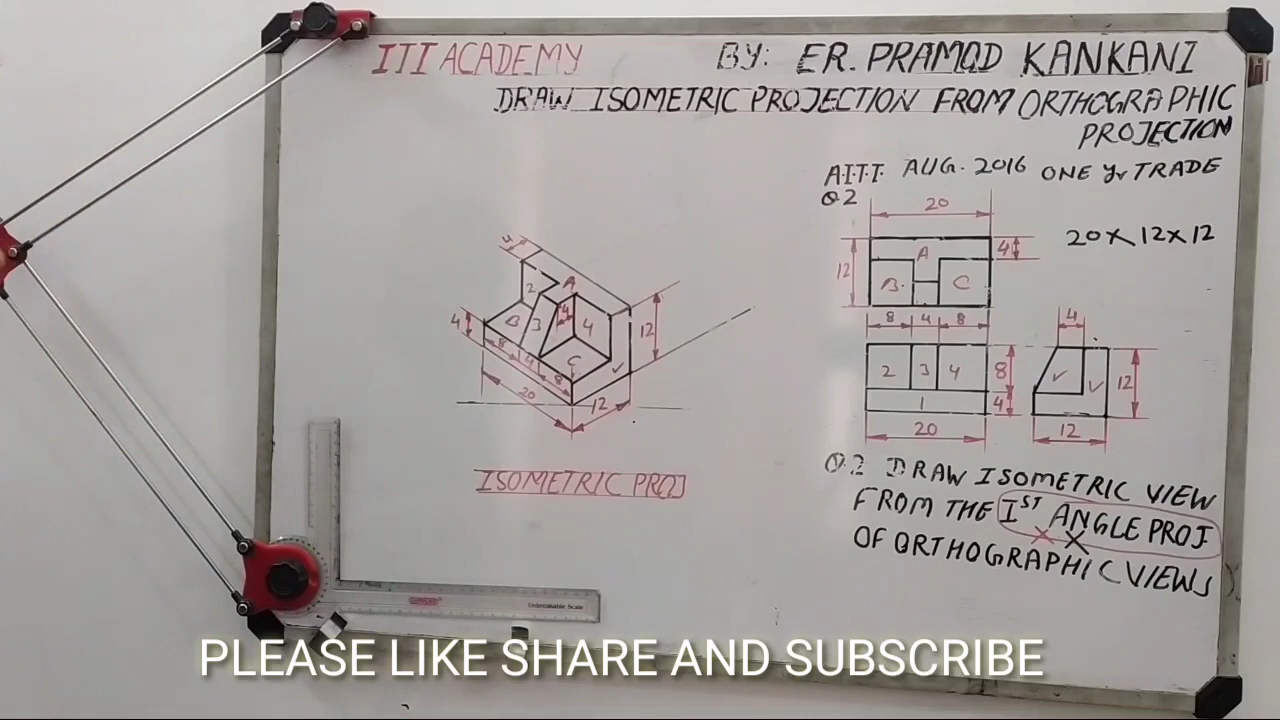 ITI ACADEMY
BY: ER. PRAMOD KANKANI
DRAW ISOMETRIC PROJECTION FROM ORTHOGRAPHIC
PROJECTION
A.I.T.T. AUG. 2016 ONE Yr TRADE
Q.2
20
20 X 12 X 12
12
A
4
B
C
8 4 8
2 3 4
1
8
4
20
4
12
12
4
2
A
B
3
4
4
C
4
8
4
8
20
12
12
ISOMETRIC PROJ
Q.2 DRAW ISOMETRIC VIEW
FROM THE IST ANGLE PROJ
OF ORTHOGRAPHIC VIEWS
Unbreakable Scale
PLEASE LIKE SHARE AND SUBSCRIBE